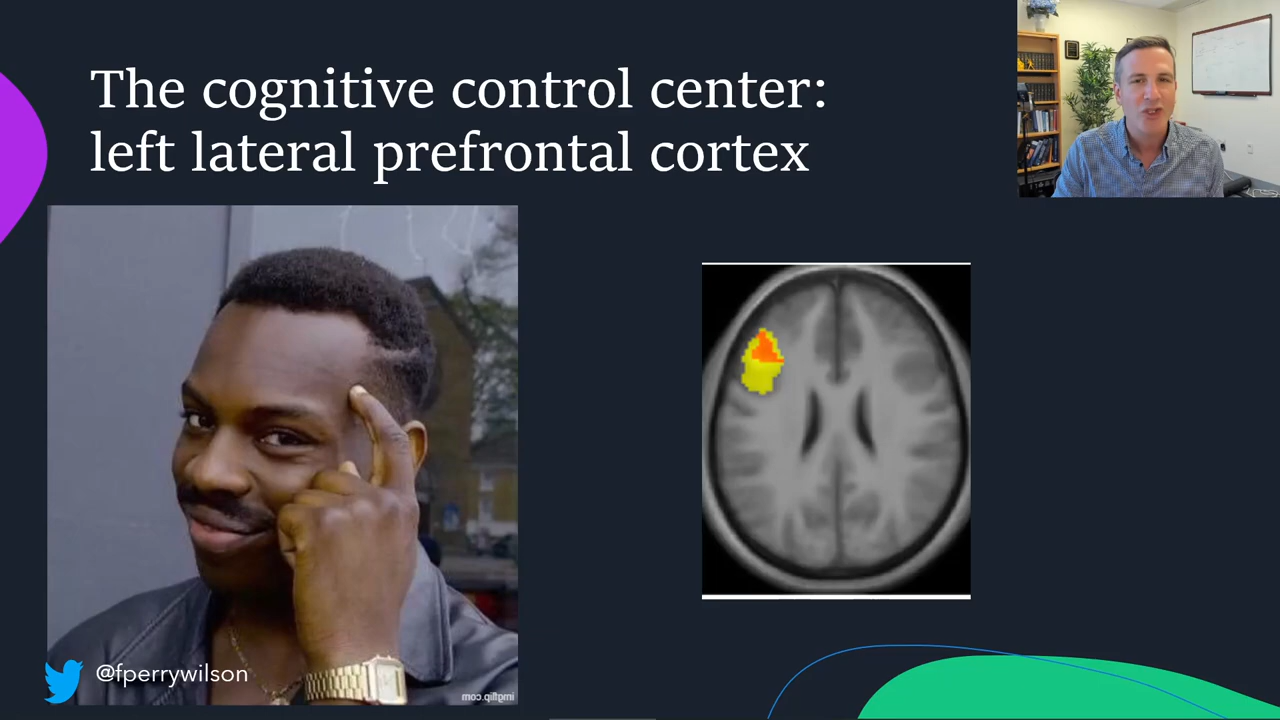 The cognitive control center:
left lateral prefrontal cortex
@fperrywilson
imgflip.com